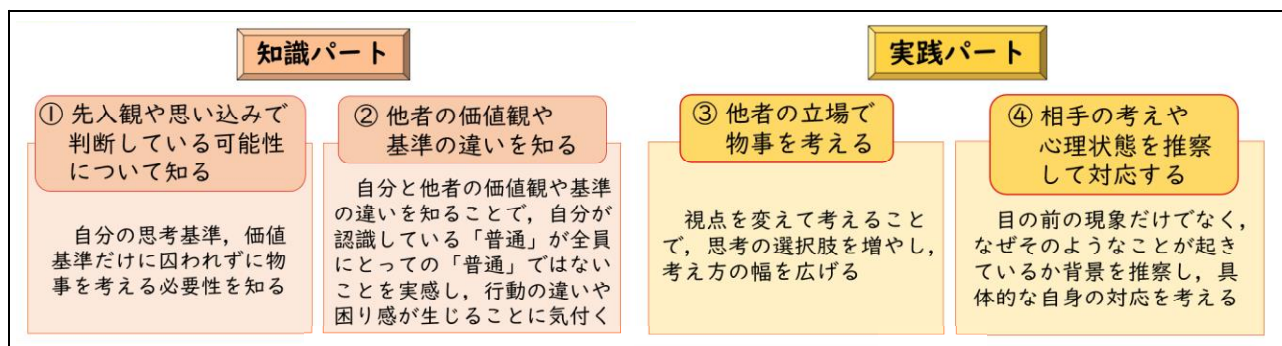 知識パート
① 先入観や思い込みで
判断している可能性
について知る
自分の思考基準，価値
基準だけに囚われずに物
事を考える必要性を知る
② 他者の価値観や
基準の違いを知る
自分と他者の価値観や基準
の違いを知ることで，自分が
認識している「普通」が全員
にとっての「普通」ではない
ことを実感し，行動の違いや
困り感が生じることに気付く
実践パート
③ 他者の立場で
物事を考える
視点を変えて考えること
で，思考の選択肢を増やし，
考え方の幅を広げる
④ 相手の考えや
心理状態を推察
して対応する
目の前の現象だけでなく，
なぜそのようなことが起き
ているか背景を推察し，具
体的な自身の対応を考える